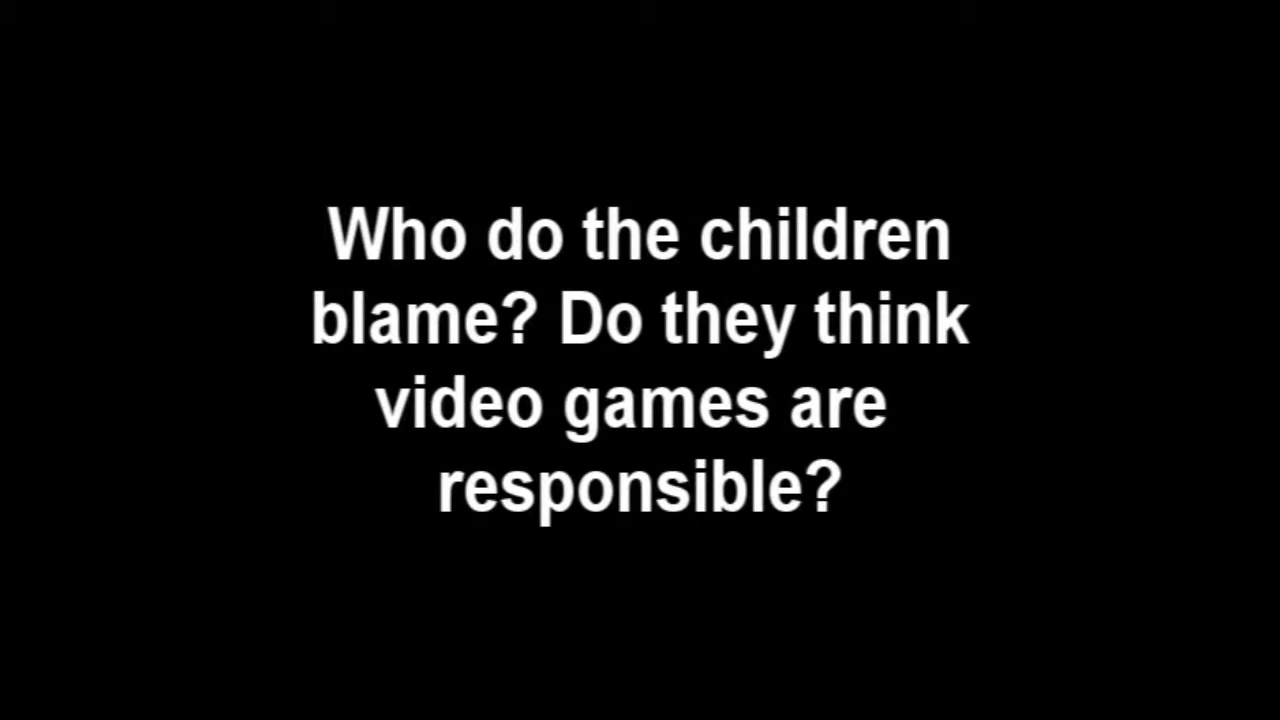 Who do the children
blame? Do they think
video games are
responsible?